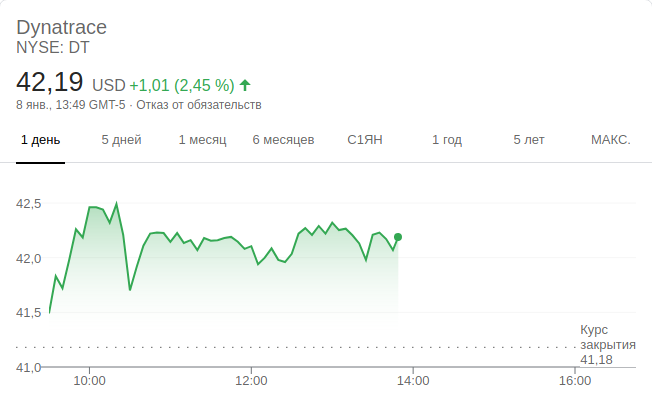 Dynatrace
NYSE: DT
42,19 USD +1,01 (2,45 %)
8 янв., 13:49 GMT-5 · Отказ от обязательств
1 день 5 дней 1 месяц 6 месяцев С1ЯН 1 год 5 лет МАКС.
42,5
42,0
41,5
Курс
закрытия
41,18
41,0
10:00 12:00 14:00 16:00